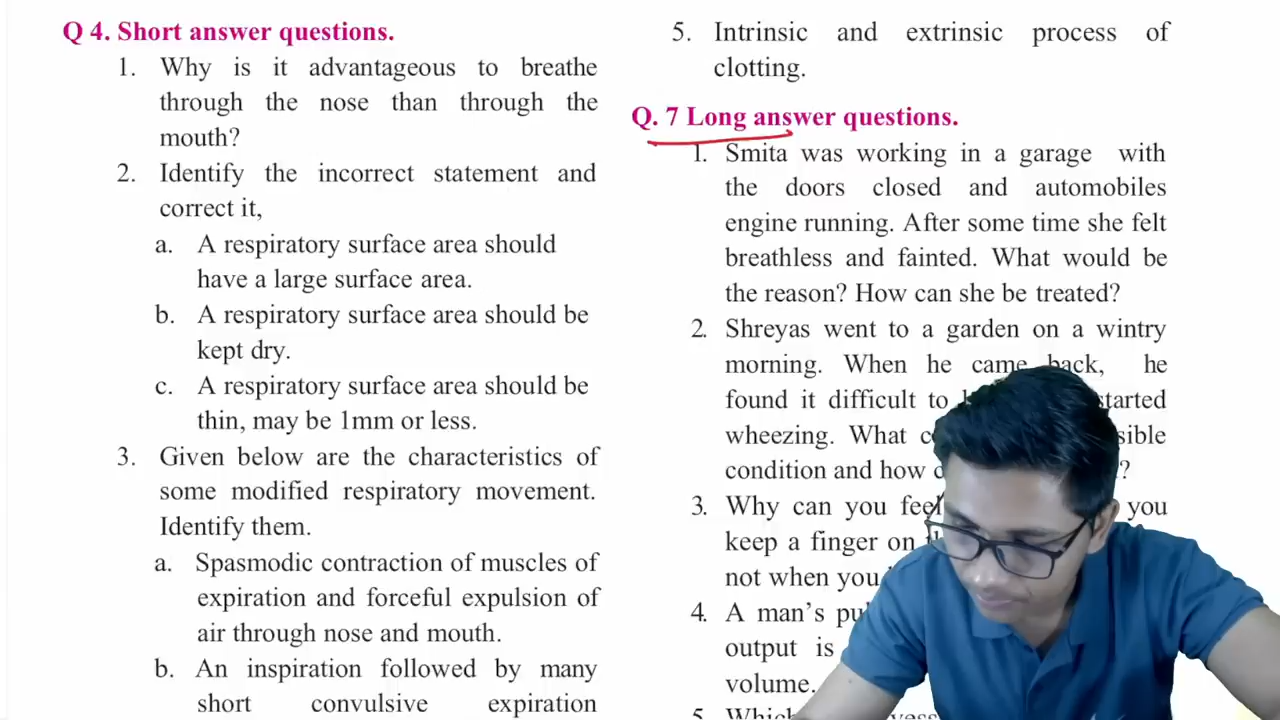 Q 4. Short answer questions.
1. Why is it advantageous to breathe
through the nose than through the
mouth?
2. Identify the incorrect statement and
correct it,
a. A respiratory surface area should
have a large surface area.
b. A respiratory surface area should be
kept dry.
c. A respiratory surface area should be
thin, may be 1mm or less.
3. Given below are the characteristics of
some modified respiratory movement.
Identify them.
a. Spasmodic contraction of muscles of
expiration and forceful expulsion of
air through nose and mouth.
b. An inspiration followed by many
short convulsive expiration
5. Intrinsic and extrinsic process of
clotting.
Q. 7 Long answer questions.
1. Smita was working in a garage with
the doors closed and automobiles
engine running. After some time she felt
breathless and fainted. What would be
the reason? How can she be treated?
2. Shreyas went to a garden on a wintry
morning. When he came back, he
found it difficult to started
wheezing. What
condition and how ?
3. Why can you feel you
keep a finger on
not when you
4. A man's
output is
volume.
5.